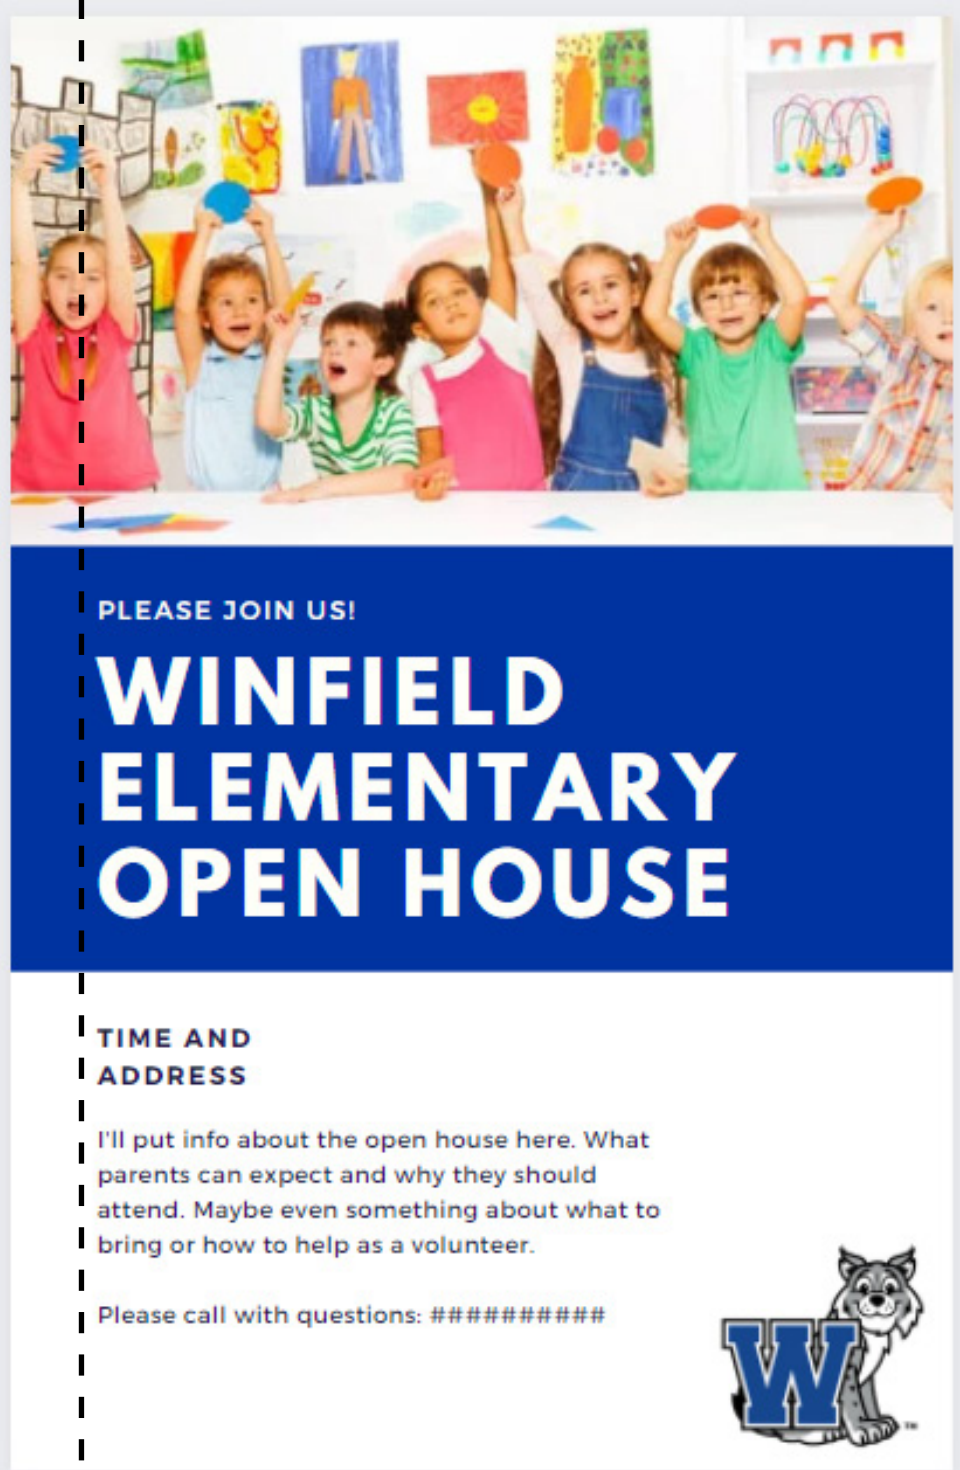 PLEASE JOIN US!
WINFIELD
ELEMENTARY
OPEN HOUSE
TIME AND
ADDRESS
I'll put info about the open house here. What
parents can expect and why they should
attend. Maybe even something about what to
bring or how to help as a volunteer.
Please call with questions: ##########
W
TM